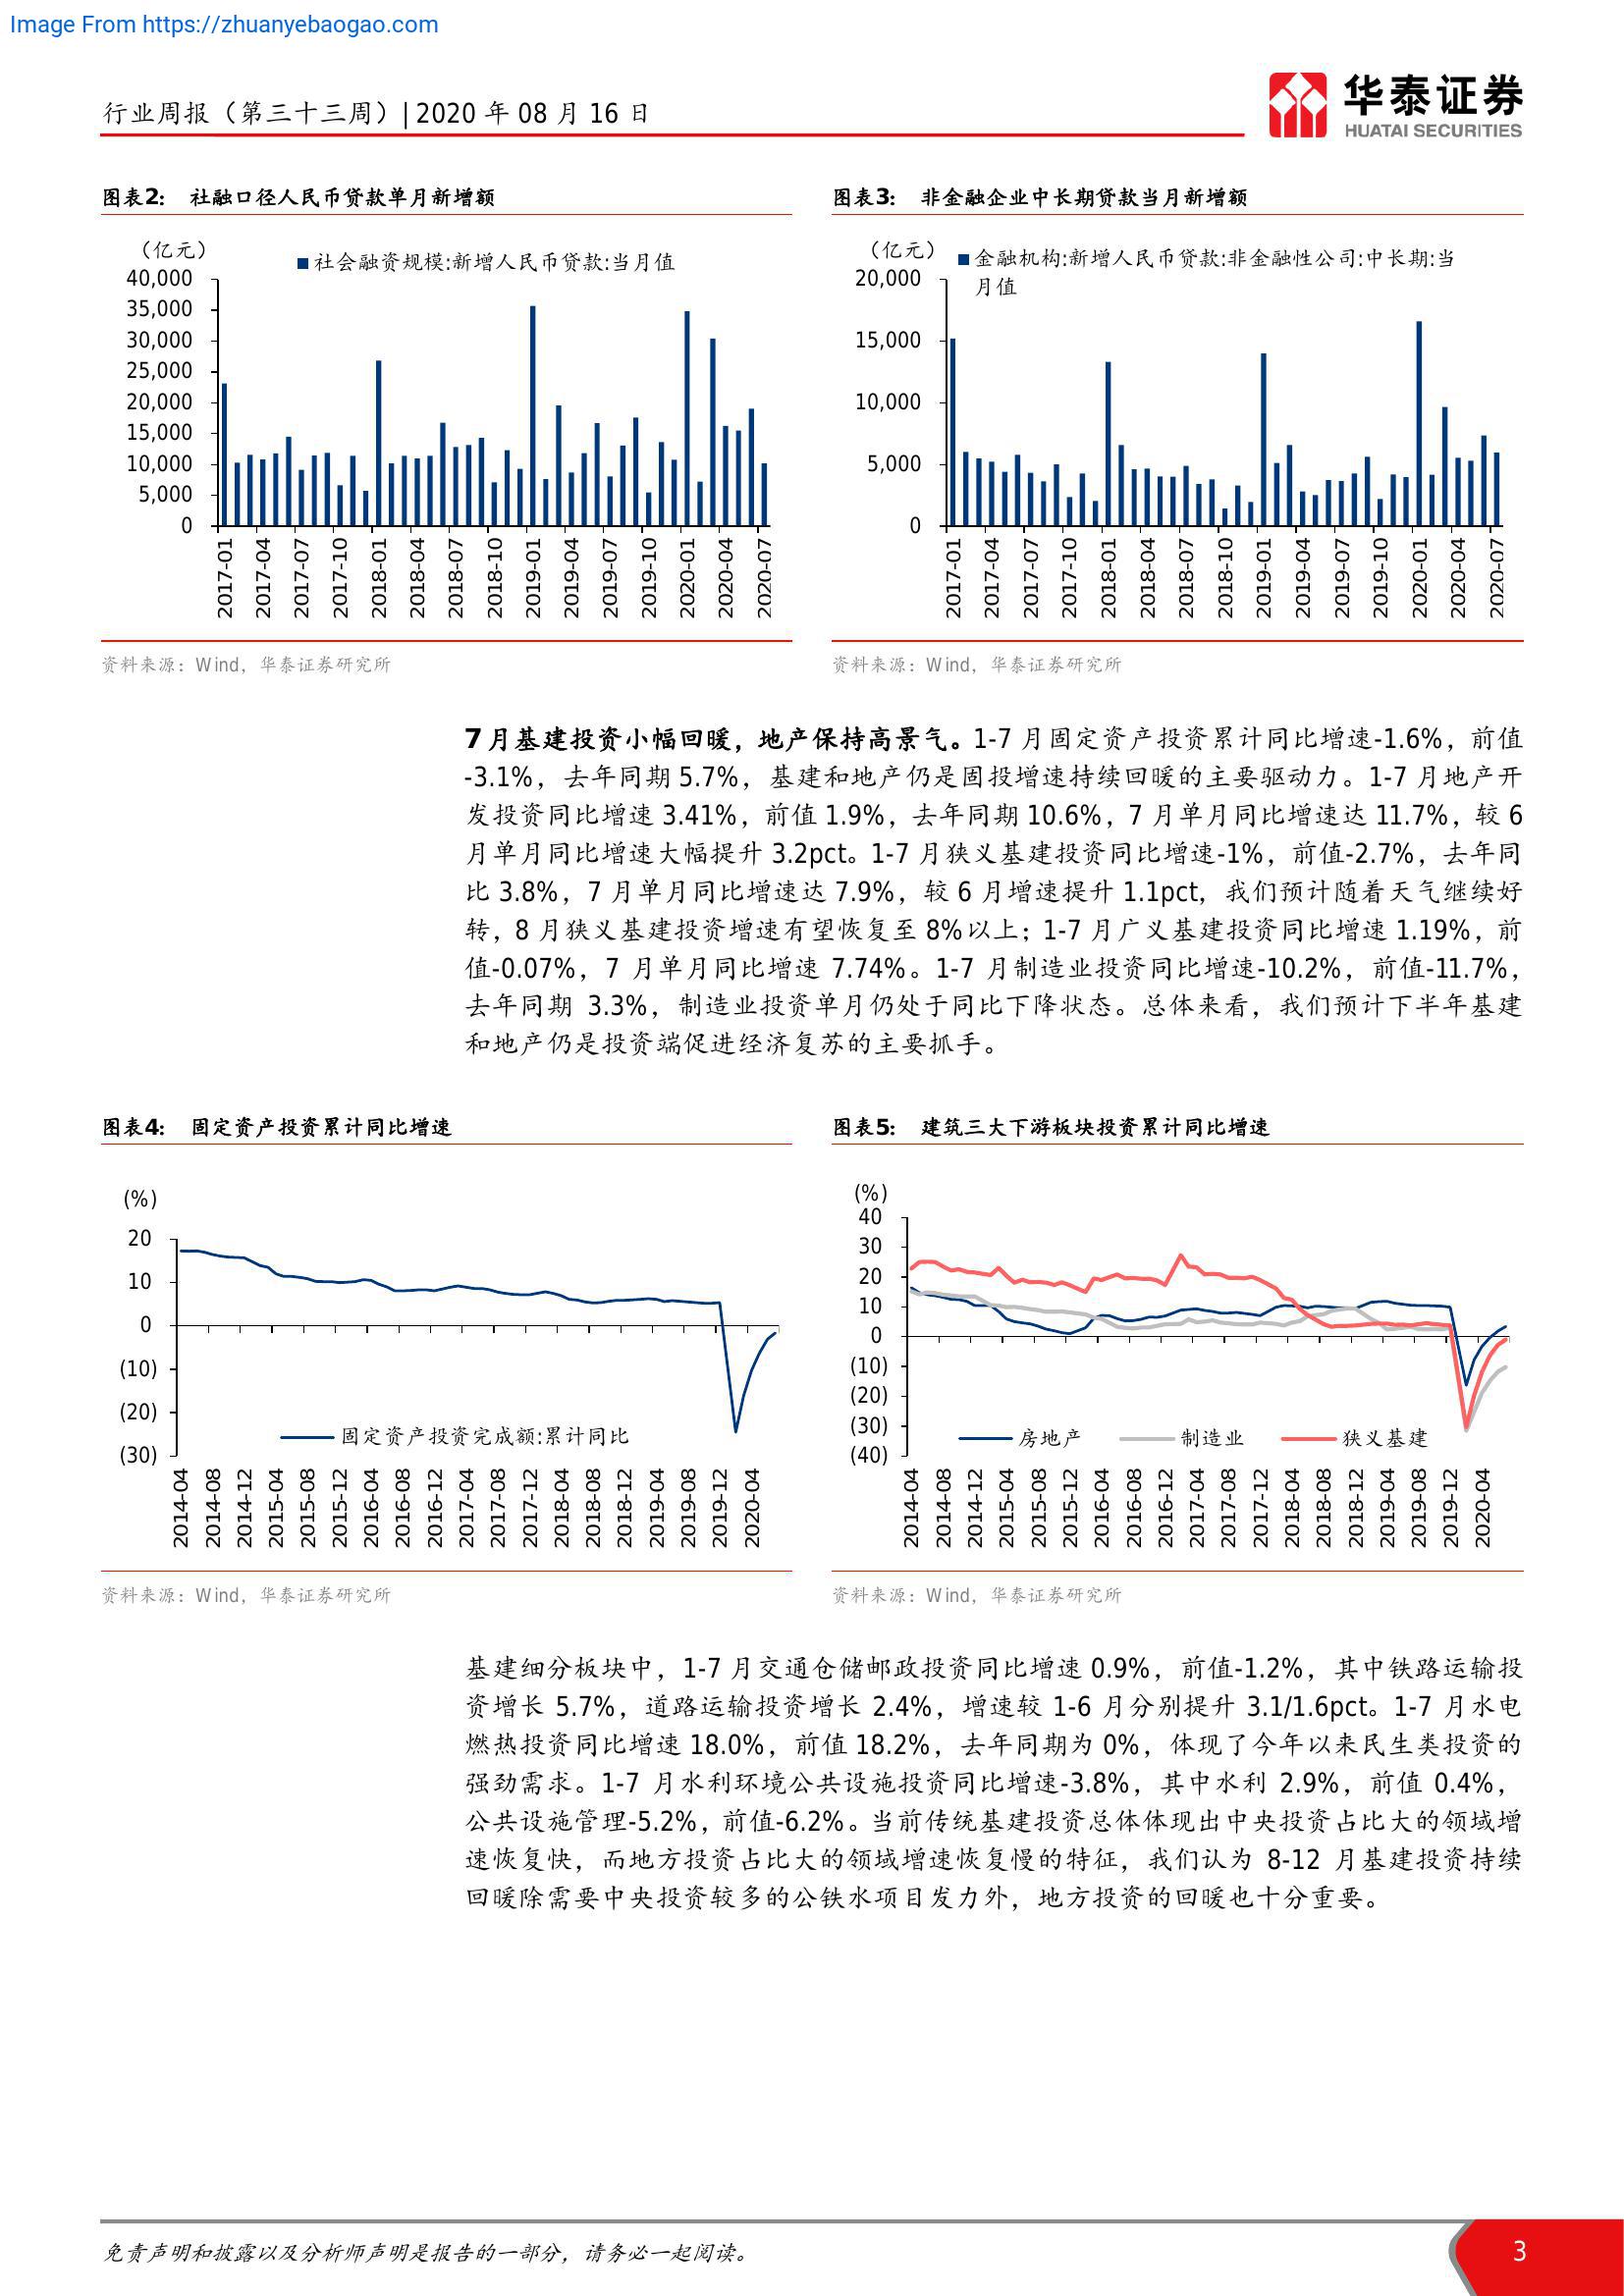 Image From https://zhuanyebaogao.com
行业周报（第三十三周）| 2020 年 08 月 16 日
华泰证券
HUATAI SECURITIES
图表2: 社融口径人民币贷款单月新增额
（亿元）
社会融资规模:新增人民币贷款:当月值
40,000
35,000
30,000
25,000
20,000
15,000
10,000
5,000
0
2017-01
2017-04
2017-07
2017-10
2018-01
2018-04
2018-07
2018-10
2019-01
2019-04
2019-07
2019-10
2020-01
2020-04
2020-07
资料来源：Wind，华泰证券研究所
图表3: 非金融企业中长期贷款当月新增额
（亿元）
金融机构:新增人民币贷款:非金融性公司:中长期:当
月值
20,000
15,000
10,000
5,000
0
2017-01
2017-04
2017-07
2017-10
2018-01
2018-04
2018-07
2018-10
2019-01
2019-04
2019-07
2019-10
2020-01
2020-04
2020-07
资料来源：Wind，华泰证券研究所
7 月基建投资小幅回暖，地产保持高景气。1-7 月固定资产投资累计同比增速-1.6%，前值
-3.1%，去年同期 5.7%，基建和地产仍是固投增速持续回暖的主要驱动力。1-7 月地产开
发投资同比增速 3.41%，前值 1.9%，去年同期 10.6%，7 月单月同比增速达 11.7%，较 6
月单月同比增速大幅提升 3.2pct。1-7 月狭义基建投资同比增速-1%，前值-2.7%，去年同
比 3.8%，7 月单月同比增速达 7.9%，较 6 月增速提升 1.1pct，我们预计随着天气继续好
转，8 月狭义基建投资增速有望恢复至 8%以上；1-7 月广义基建投资同比增速 1.19%，前
值-0.07%，7 月单月同比增速 7.74%。1-7 月制造业投资同比增速-10.2%，前值-11.7%，
去年同期 3.3%，制造业投资单月仍处于同比下降状态。总体来看，我们预计下半年基建
和地产仍是投资端促进经济复苏的主要抓手。
图表4: 固定资产投资累计同比增速
(%)
20
10
0
(10)
(20)
(30)
固定资产投资完成额:累计同比
2014-04
2014-08
2014-12
2015-04
2015-08
2015-12
2016-04
2016-08
2016-12
2017-04
2017-08
2017-12
2018-04
2018-08
2018-12
2019-04
2019-08
2019-12
2020-04
资料来源：Wind，华泰证券研究所
图表5: 建筑三大下游板块投资累计同比增速
(%)
40
30
20
10
0
(10)
(20)
(30)
(40)
房地产 制造业 狭义基建
2014-04
2014-08
2014-12
2015-04
2015-08
2015-12
2016-04
2016-08
2016-12
2017-04
2017-08
2017-12
2018-04
2018-08
2018-12
2019-04
2019-08
2019-12
2020-04
资料来源：Wind，华泰证券研究所
基建细分板块中，1-7 月交通仓储邮政投资同比增速 0.9%，前值-1.2%，其中铁路运输投
资增长 5.7%，道路运输投资增长 2.4%，增速较 1-6 月分别提升 3.1/1.6pct。1-7 月水电
燃热投资同比增速 18.0%，前值 18.2%，去年同期为 0%，体现了今年以来民生类投资的
强劲需求。1-7 月水利环境公共设施投资同比增速-3.8%，其中水利 2.9%，前值 0.4%，
公共设施管理-5.2%，前值-6.2%。当前传统基建投资总体体现出中央投资占比大的领域增
速恢复快，而地方投资占比大的领域增速恢复慢的特征，我们认为 8-12 月基建投资持续
回暖除需要中央投资较多的公铁水项目发力外，地方投资的回暖也十分重要。
免责声明和披露以及分析师声明是报告的一部分，请务必一起阅读。
3